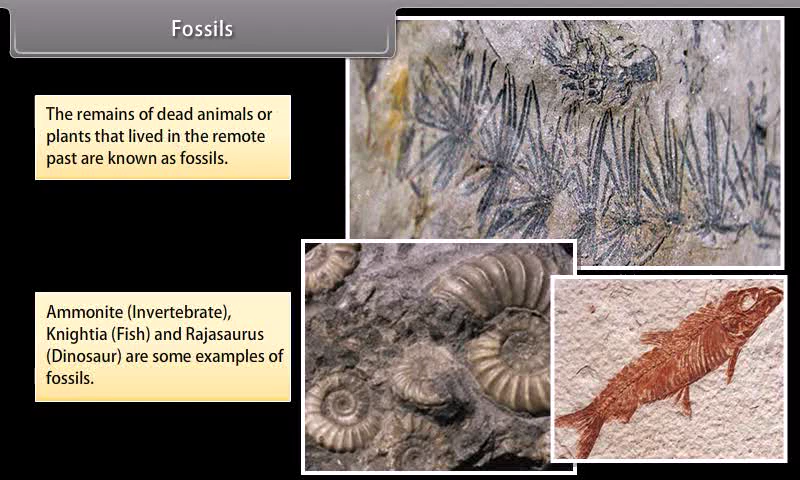 Fossils
The remains of dead animals or
plants that lived in the remote
past are known as fossils.
Ammonite (Invertebrate),
Knightia (Fish) and Rajasaurus
(Dinosaur) are some examples of
fossils.